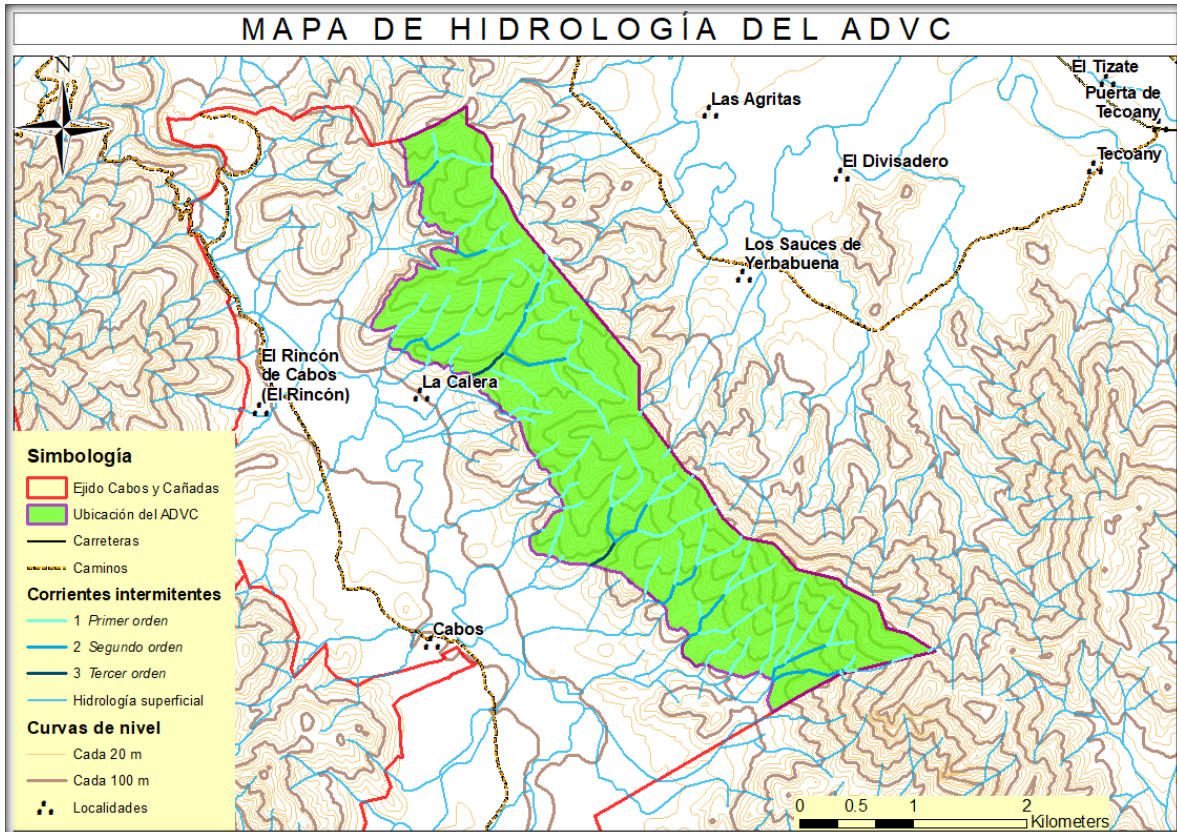 MAPA DE HIDROLOGÍA DEL ADVC
N
El Tizate
Puerta de
Tecoany
Las Agritas
Tecoany
El Divisadero
Los Sauces de
Yerbabuena
El Rincón
de Cabos
(El Rincón)
La Calera
Cabos
Simbología
Ejido Cabos y Cañadas
Ubicación del ADVC
Carreteras
Caminos
Corrientes intermitentes
1 Primer orden
2 Segundo orden
3 Tercer orden
Hidrología superficial
Curvas de nivel
Cada 20 m
Cada 100 m
Localidades
0 0.5 1 2
Kilometers